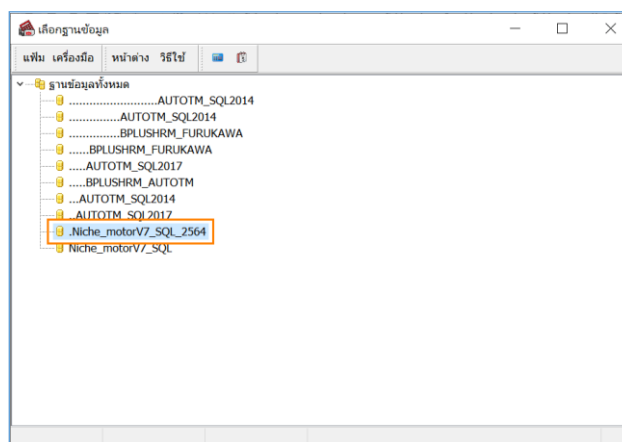 เลือกฐานข้อมูล
แฟ้ม เครื่องมือ หน้าต่าง วิธีใช้
ฐานข้อมูลทั้งหมด
...........................AUTOTM_SQL2014
................AUTOTM_SQL2014
................BPLUSHRM_FURUKAWA
......BPLUSHRM_FURUKAWA
.....AUTOTM_SQL2017
.....BPLUSHRM_AUTOTM
...AUTOTM_SQL2014
..AUTOTM_SQL2017
.Niche_motorV7_SQL_2564
Niche_motorV7_SQL